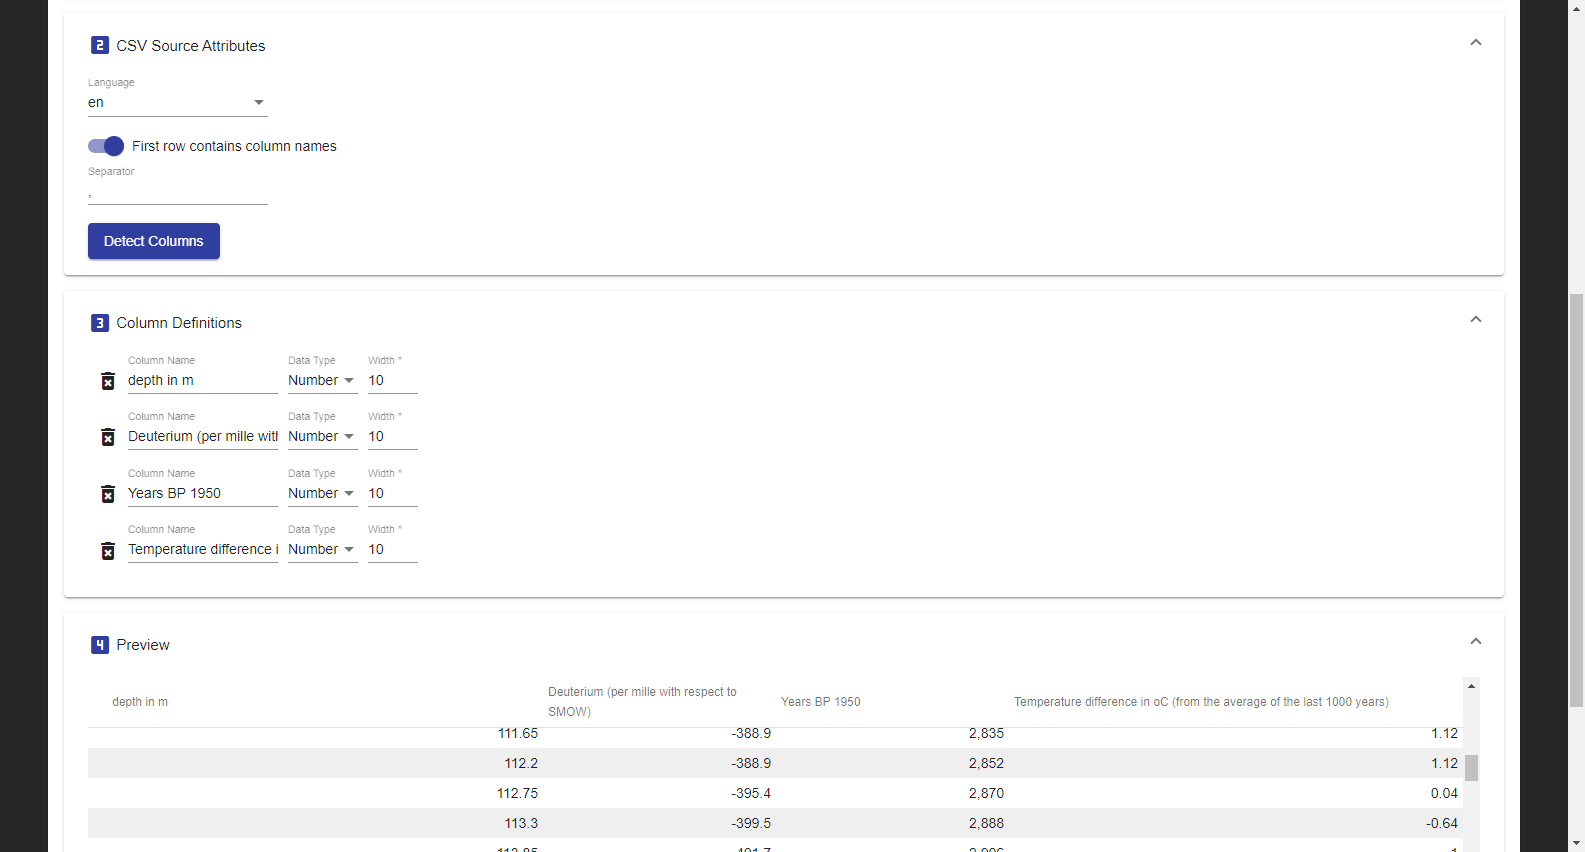 2 CSV Source Attributes
Language
en
First row contains column names
Separator
,
Detect Columns
3 Column Definitions
Column Name Data Type Width *
depth in m Number 10
Column Name Data Type Width *
Deuterium (per mille with Number 10
Column Name Data Type Width *
Years BP 1950 Number 10
Column Name Data Type Width *
Temperature difference i Number 10
4 Preview
depth in m Deuterium (per mille with respect to SMOW) Years BP 1950 Temperature difference in oC (from the average of the last 1000 years)
111.65 -388.9 2,835 1.12
112.2 -388.9 2,852 1.12
112.75 -395.4 2,870 0.04
113.3 -399.5 2,888 -0.64